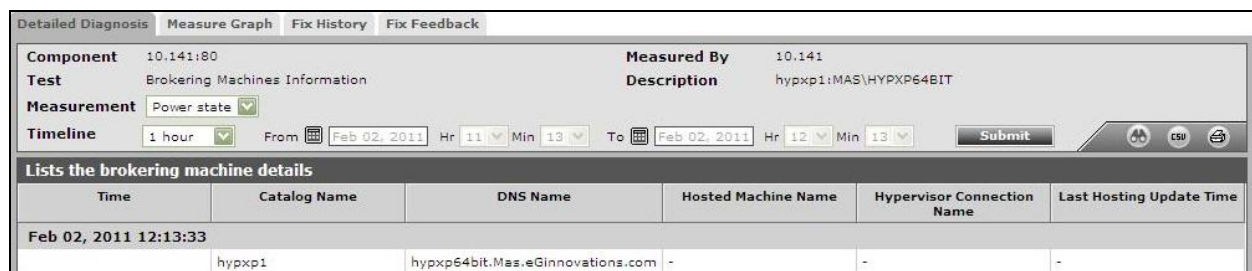 Detailed Diagnosis Measure Graph Fix History Fix Feedback
Component 10.141:80 Measured By 10.141
Test Brokering Machines Information Description hypxp1:MAS\HYPXP64BIT
Measurement Power state
Timeline 1 hour From Feb 02, 2011 Hr 11 Min 13 To Feb 02, 2011 Hr 12 Min 13 Submit CSV
Lists the brokering machine details
Time Catalog Name DNS Name Hosted Machine Name Hypervisor Connection Name Last Hosting Update Time
Feb 02, 2011 12:13:33
hypxp1 hypxp64bit.Mas.eGinnovations.com - - -